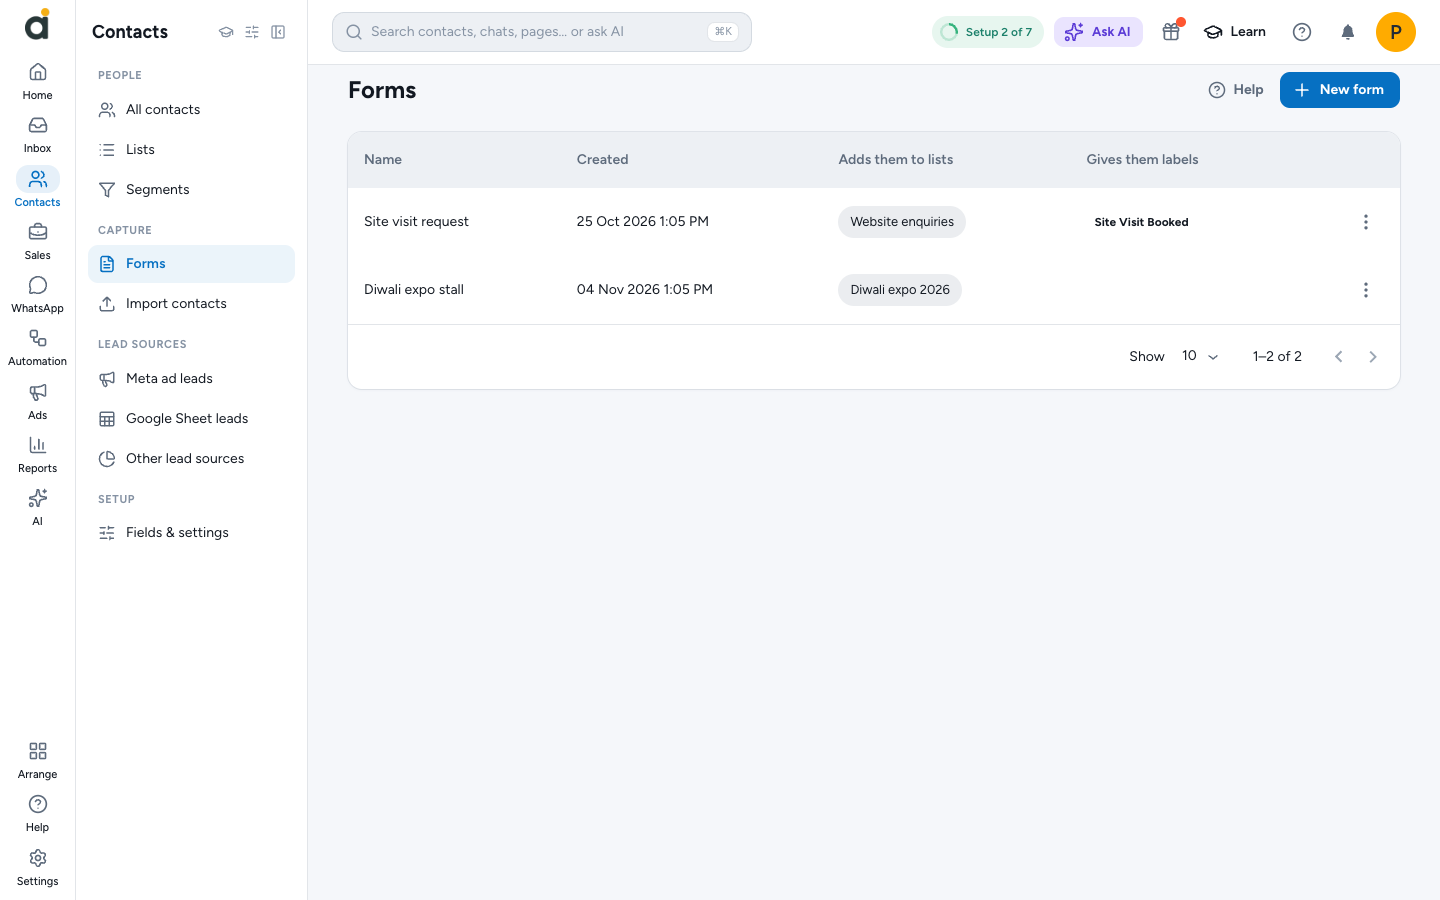 Contacts
Search contacts, chats, pages... or ask AI
⌘K
Setup 2 of 7
Ask AI
Learn
P
Home
Inbox
Contacts
Sales
WhatsApp
Automation
Ads
Reports
AI
Arrange
Help
Settings
PEOPLE
All contacts
Lists
Segments
CAPTURE
Forms
Import contacts
LEAD SOURCES
Meta ad leads
Google Sheet leads
Other lead sources
SETUP
Fields & settings
Forms
Help
New form
Name Created Adds them to lists Gives them labels
Site visit request 25 Oct 2026 1:05 PM Website enquiries Site Visit Booked
Diwali expo stall 04 Nov 2026 1:05 PM Diwali expo 2026
Show 10 1–2 of 2